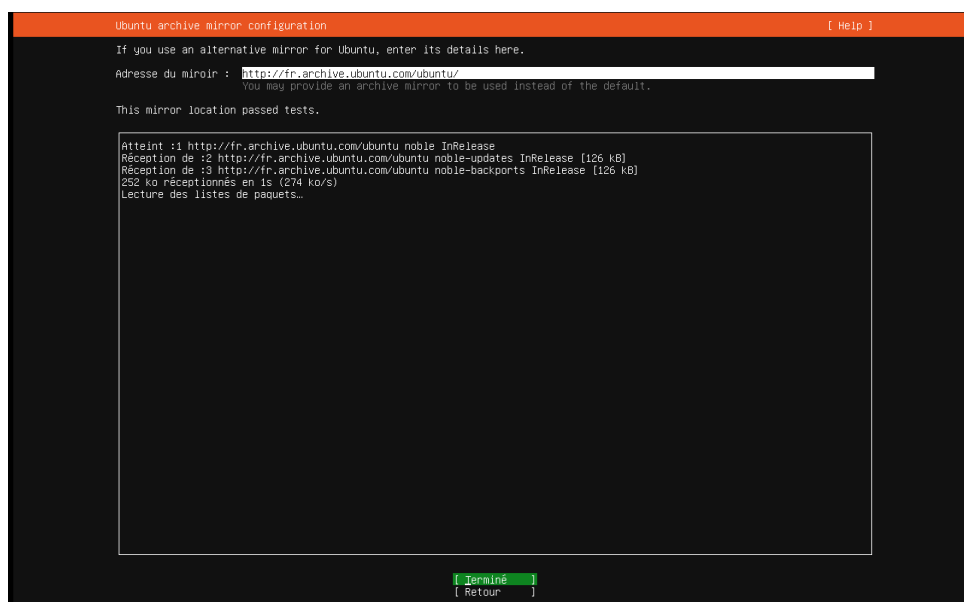 Ubuntu archive mirror configuration [ Help ]
If you use an alternative mirror for Ubuntu, enter its details here.
Adresse du miroir : http://fr.archive.ubuntu.com/ubuntu/
You may provide an archive mirror to be used instead of the default.
This mirror location passed tests.
Atteint :1 http://fr.archive.ubuntu.com/ubuntu noble InRelease
Réception de :2 http://fr.archive.ubuntu.com/ubuntu noble-updates InRelease [126 kB]
Réception de :3 http://fr.archive.ubuntu.com/ubuntu noble-backports InRelease [126 kB]
252 ko réceptionnés en 1s (274 ko/s)
Lecture des listes de paquets…
[ Terminé ]
[ Retour ]